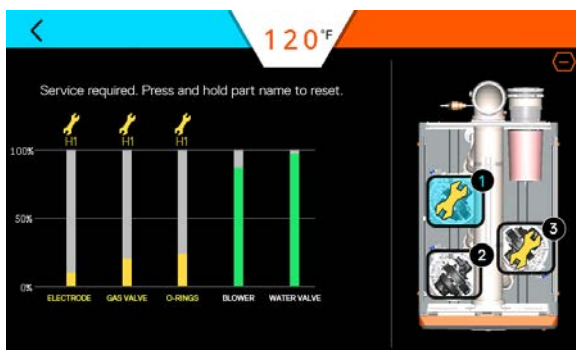 120°F
Service required. Press and hold part name to reset.
H1 H1 H1
100%
50%
0%
ELECTRODE GAS VALVE O-RINGS BLOWER WATER VALVE
1
3
2